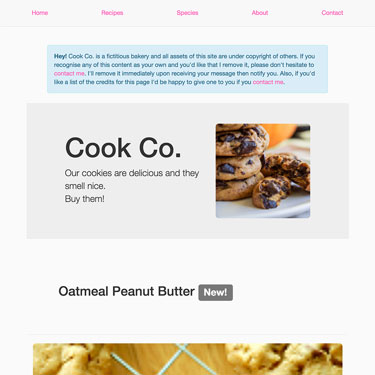 Home Recipes Species About Contact
Hey! Cook Co. is a fictitious bakery and all assets of this site are under copyright of others. If you
recognise any of this content as your own and you'd like that I remove it, please don't hesitate to
contact me. I'll remove it immediately upon receiving your message then notify you. Also, if you'd
like a list of the credits for this page I'd be happy to give one to you if you contact me.
Cook Co.
Our cookies are delicious and they
smell nice.
Buy them!
Oatmeal Peanut Butter New!